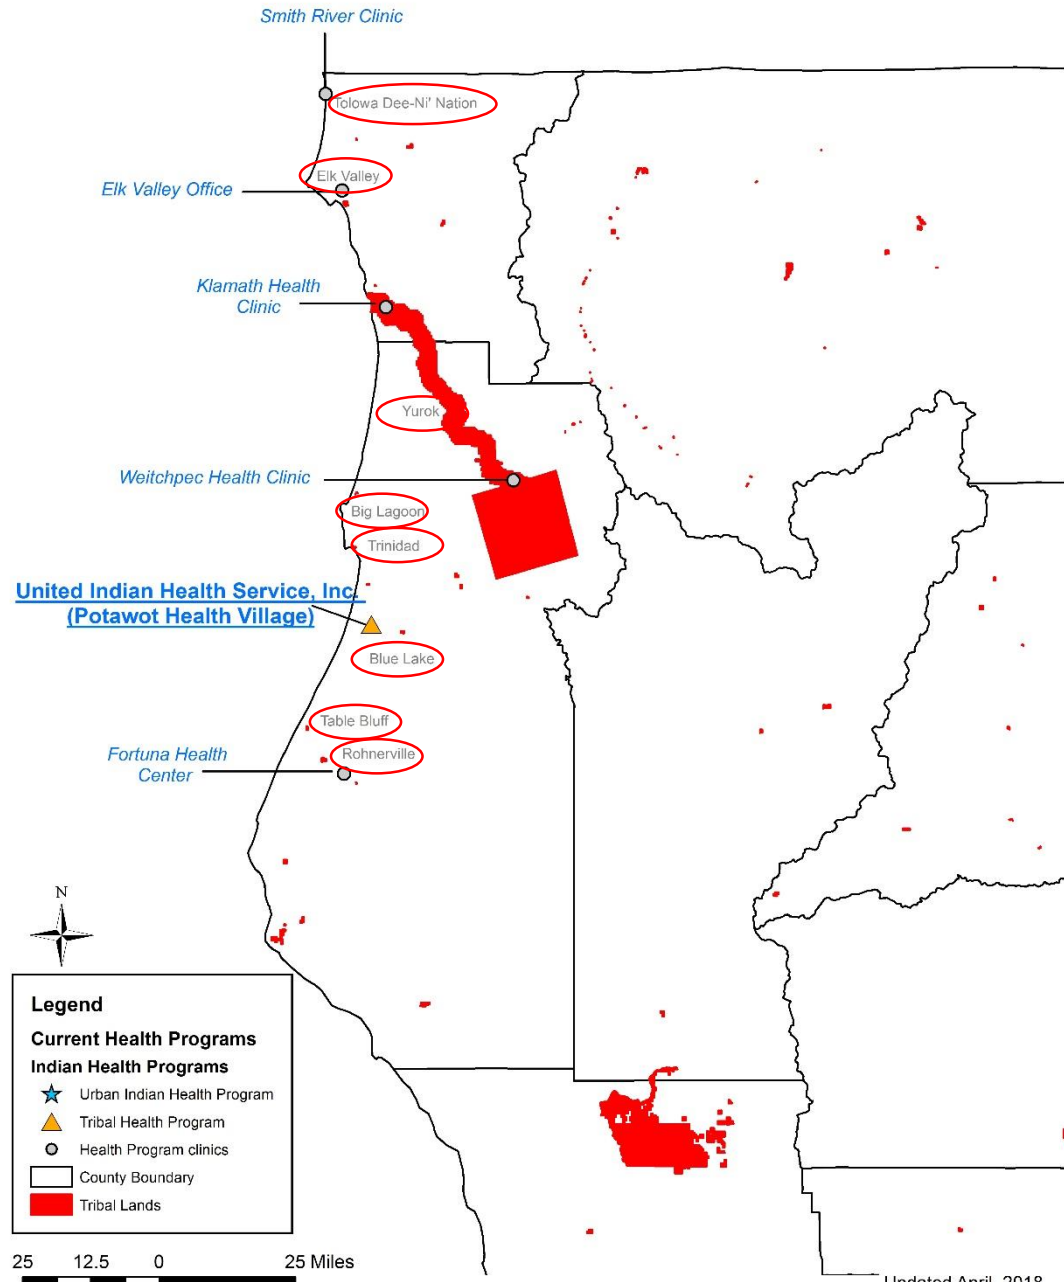 Smith River Clinic
Tolowa Dee-Ni' Nation
Elk Valley
Elk Valley Office
Klamath Health
Clinic
Yurok
Weitchpec Health Clinic
Big Lagoon
Trinidad
United Indian Health Service, Inc.
(Potawot Health Village)
Blue Lake
Table Bluff
Rohnerville
Fortuna Health
Center
N
Legend
Current Health Programs
Indian Health Programs
Urban Indian Health Program
Tribal Health Program
Health Program clinics
County Boundary
Tribal Lands
25 12.5 0 25 Miles
Updated April, 2018